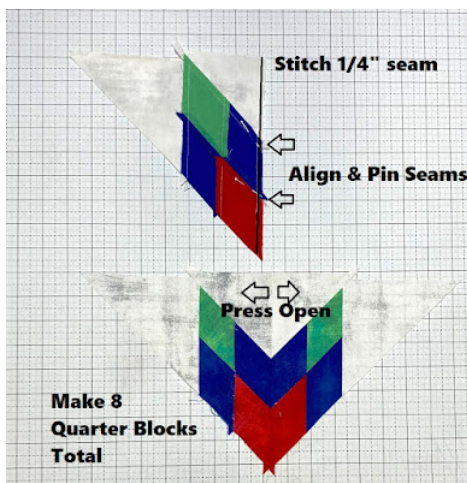 Stitch 1/4" seam
Align & Pin Seams
Press Open
Make 8
Quarter Blocks
Total